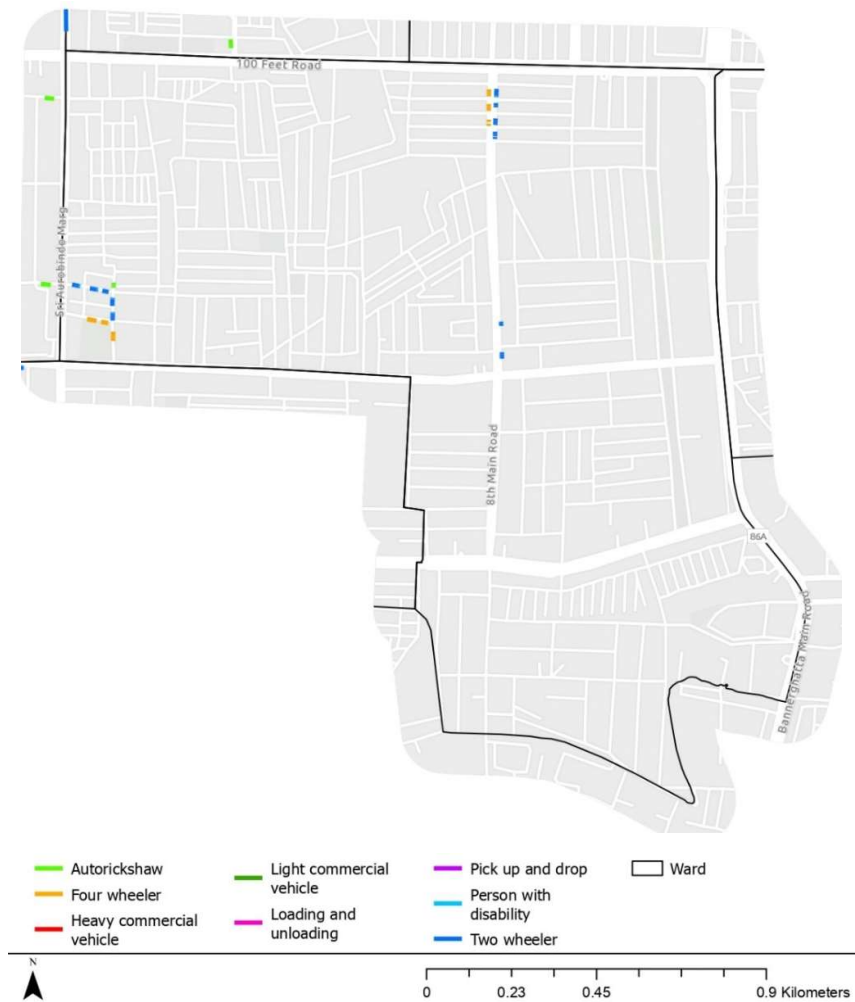 100 Feet Road
Sri Aurobindo Marg
8th Main Road
86A
Bannerghatta Main Road
Autorickshaw
Four wheeler
Heavy commercial
vehicle
Light commercial
vehicle
Loading and
unloading
Pick up and drop
Person with
disability
Two wheeler
Ward
N
0 0.23 0.45 0.9 Kilometers